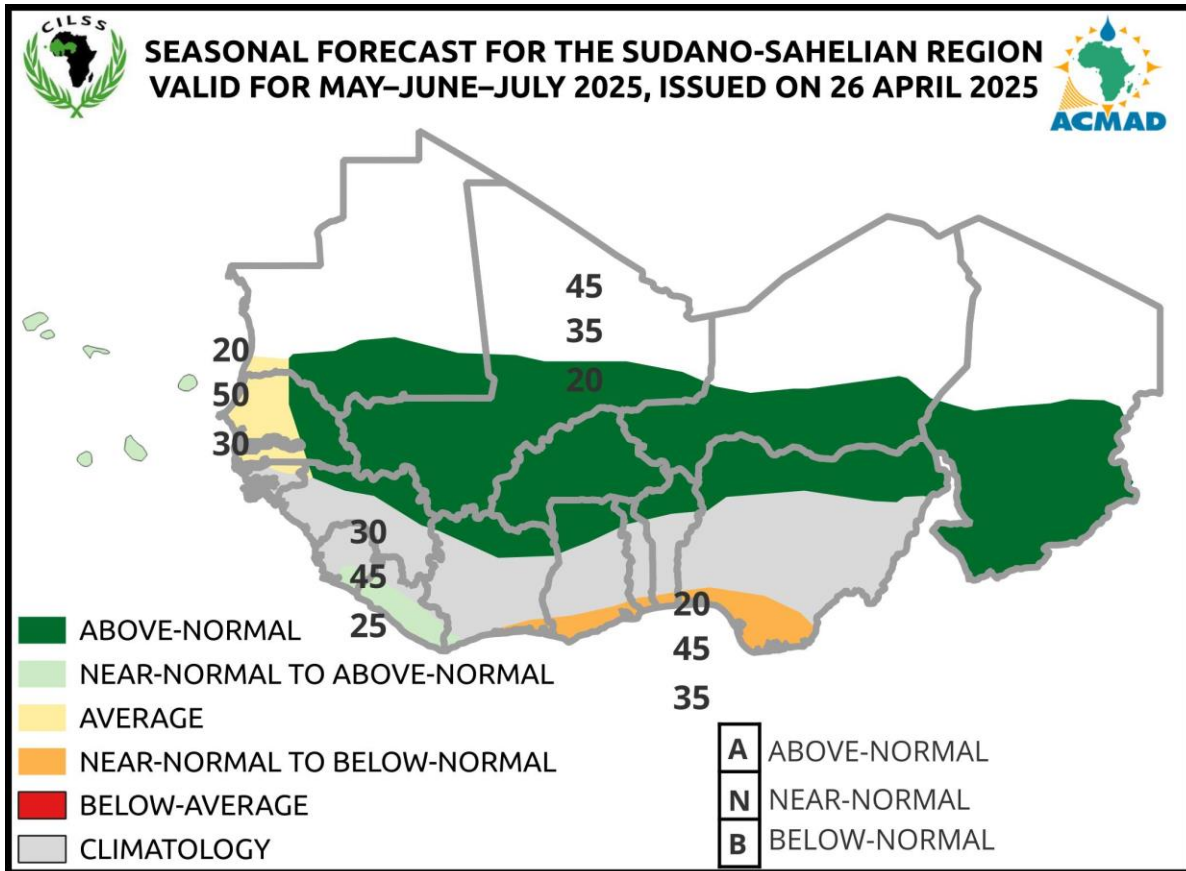 CILSS
SEASONAL FORECAST FOR THE SUDANO-SAHELIAN REGION
VALID FOR MAY–JUNE–JULY 2025, ISSUED ON 26 APRIL 2025
ACMAD
45
35
20
20
50
30
30
45
25
20
45
35
ABOVE-NORMAL
NEAR-NORMAL TO ABOVE-NORMAL
AVERAGE
NEAR-NORMAL TO BELOW-NORMAL
BELOW-AVERAGE
CLIMATOLOGY
A ABOVE-NORMAL
N NEAR-NORMAL
B BELOW-NORMAL